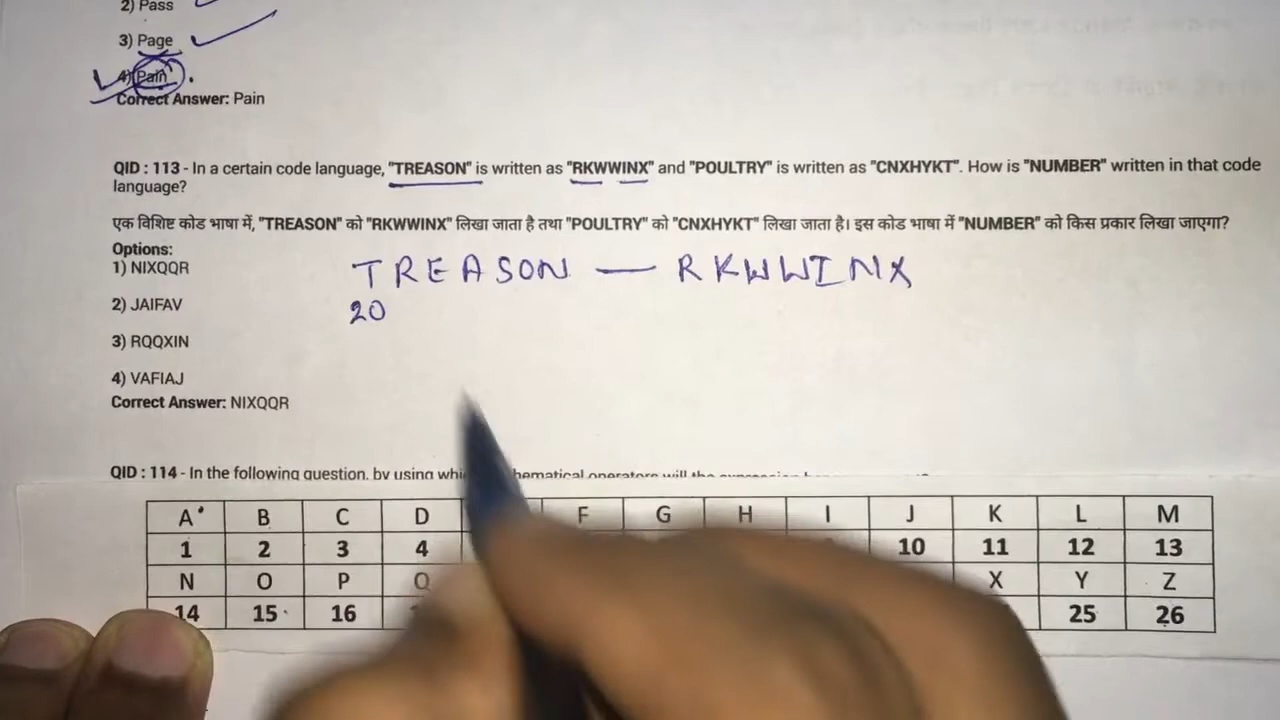 2) Pass
3) Page
4) Pain
Correct Answer: Pain
QID : 113 - In a certain code language, "TREASON" is written as "RKWWINX" and "POULTRY" is written as "CNXHYKT". How is "NUMBER" written in that code
language?
एक विशिष्ट कोड भाषा में, "TREASON" को "RKWWINX" लिखा जाता है तथा "POULTRY" को "CNXHYKT" लिखा जाता है। इस कोड भाषा में "NUMBER" को किस प्रकार लिखा जाएगा?
Options:
1) NIXQQR
TREASON — RKWWINX
2) JAIFAV
20
3) RQQXIN
4) VAFIAJ
Correct Answer: NIXQQR
QID : 114 - In the following question, by using
A B C D F G H I J K L M
1 2 3 4 10 11 12 13
N O P Q X Y Z
14 15 16 25 26